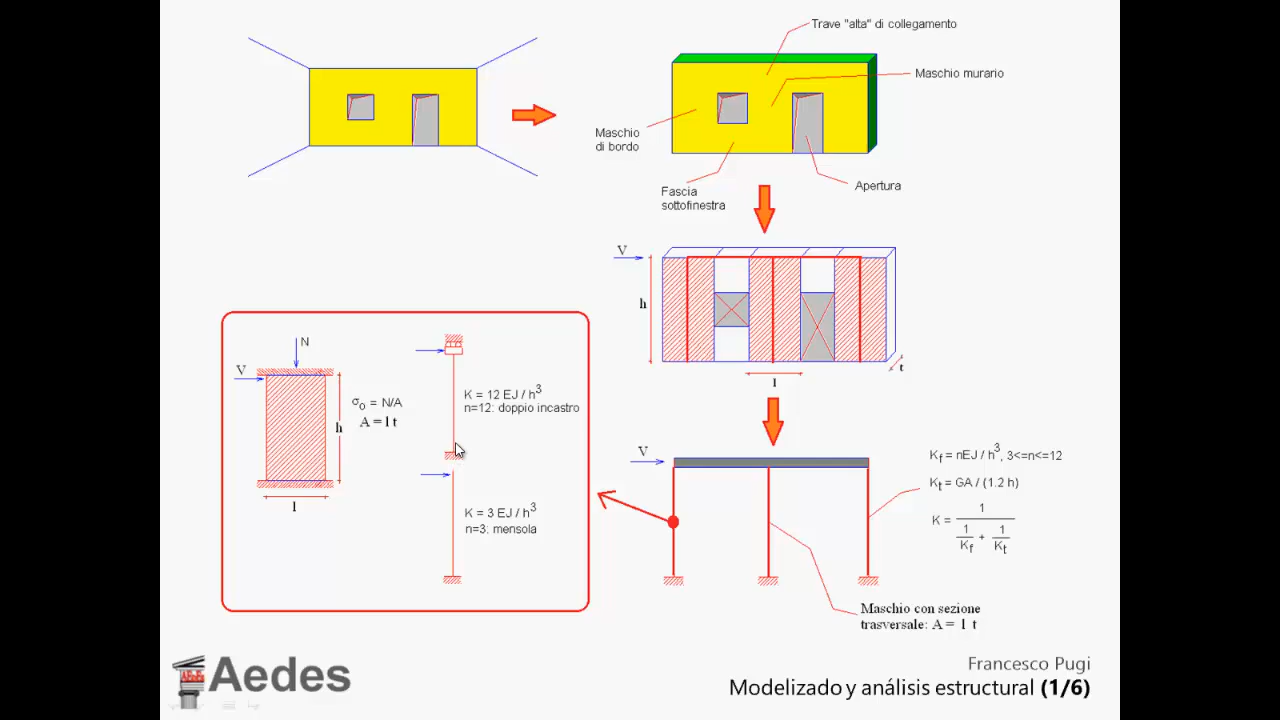 Trave "alta" di collegamento
Maschio murario
Maschio
di bordo
Fascia
sottofinestra
Apertura
V
h
l
t
N
V
σo = N/A
A = l t
h
l
K = 12 EJ / h³
n=12: doppio incastro
K = 3 EJ / h³
n=3: mensola
V
Kf = nEJ / h³, 3<=n<=12
Kt = GA / (1.2 h)
K = 1 / (1/Kf + 1/Kt)
Maschio con sezione
trasversale: A = l t
Aedes
Francesco Pugi
Modelizado y análisis estructural (1/6)